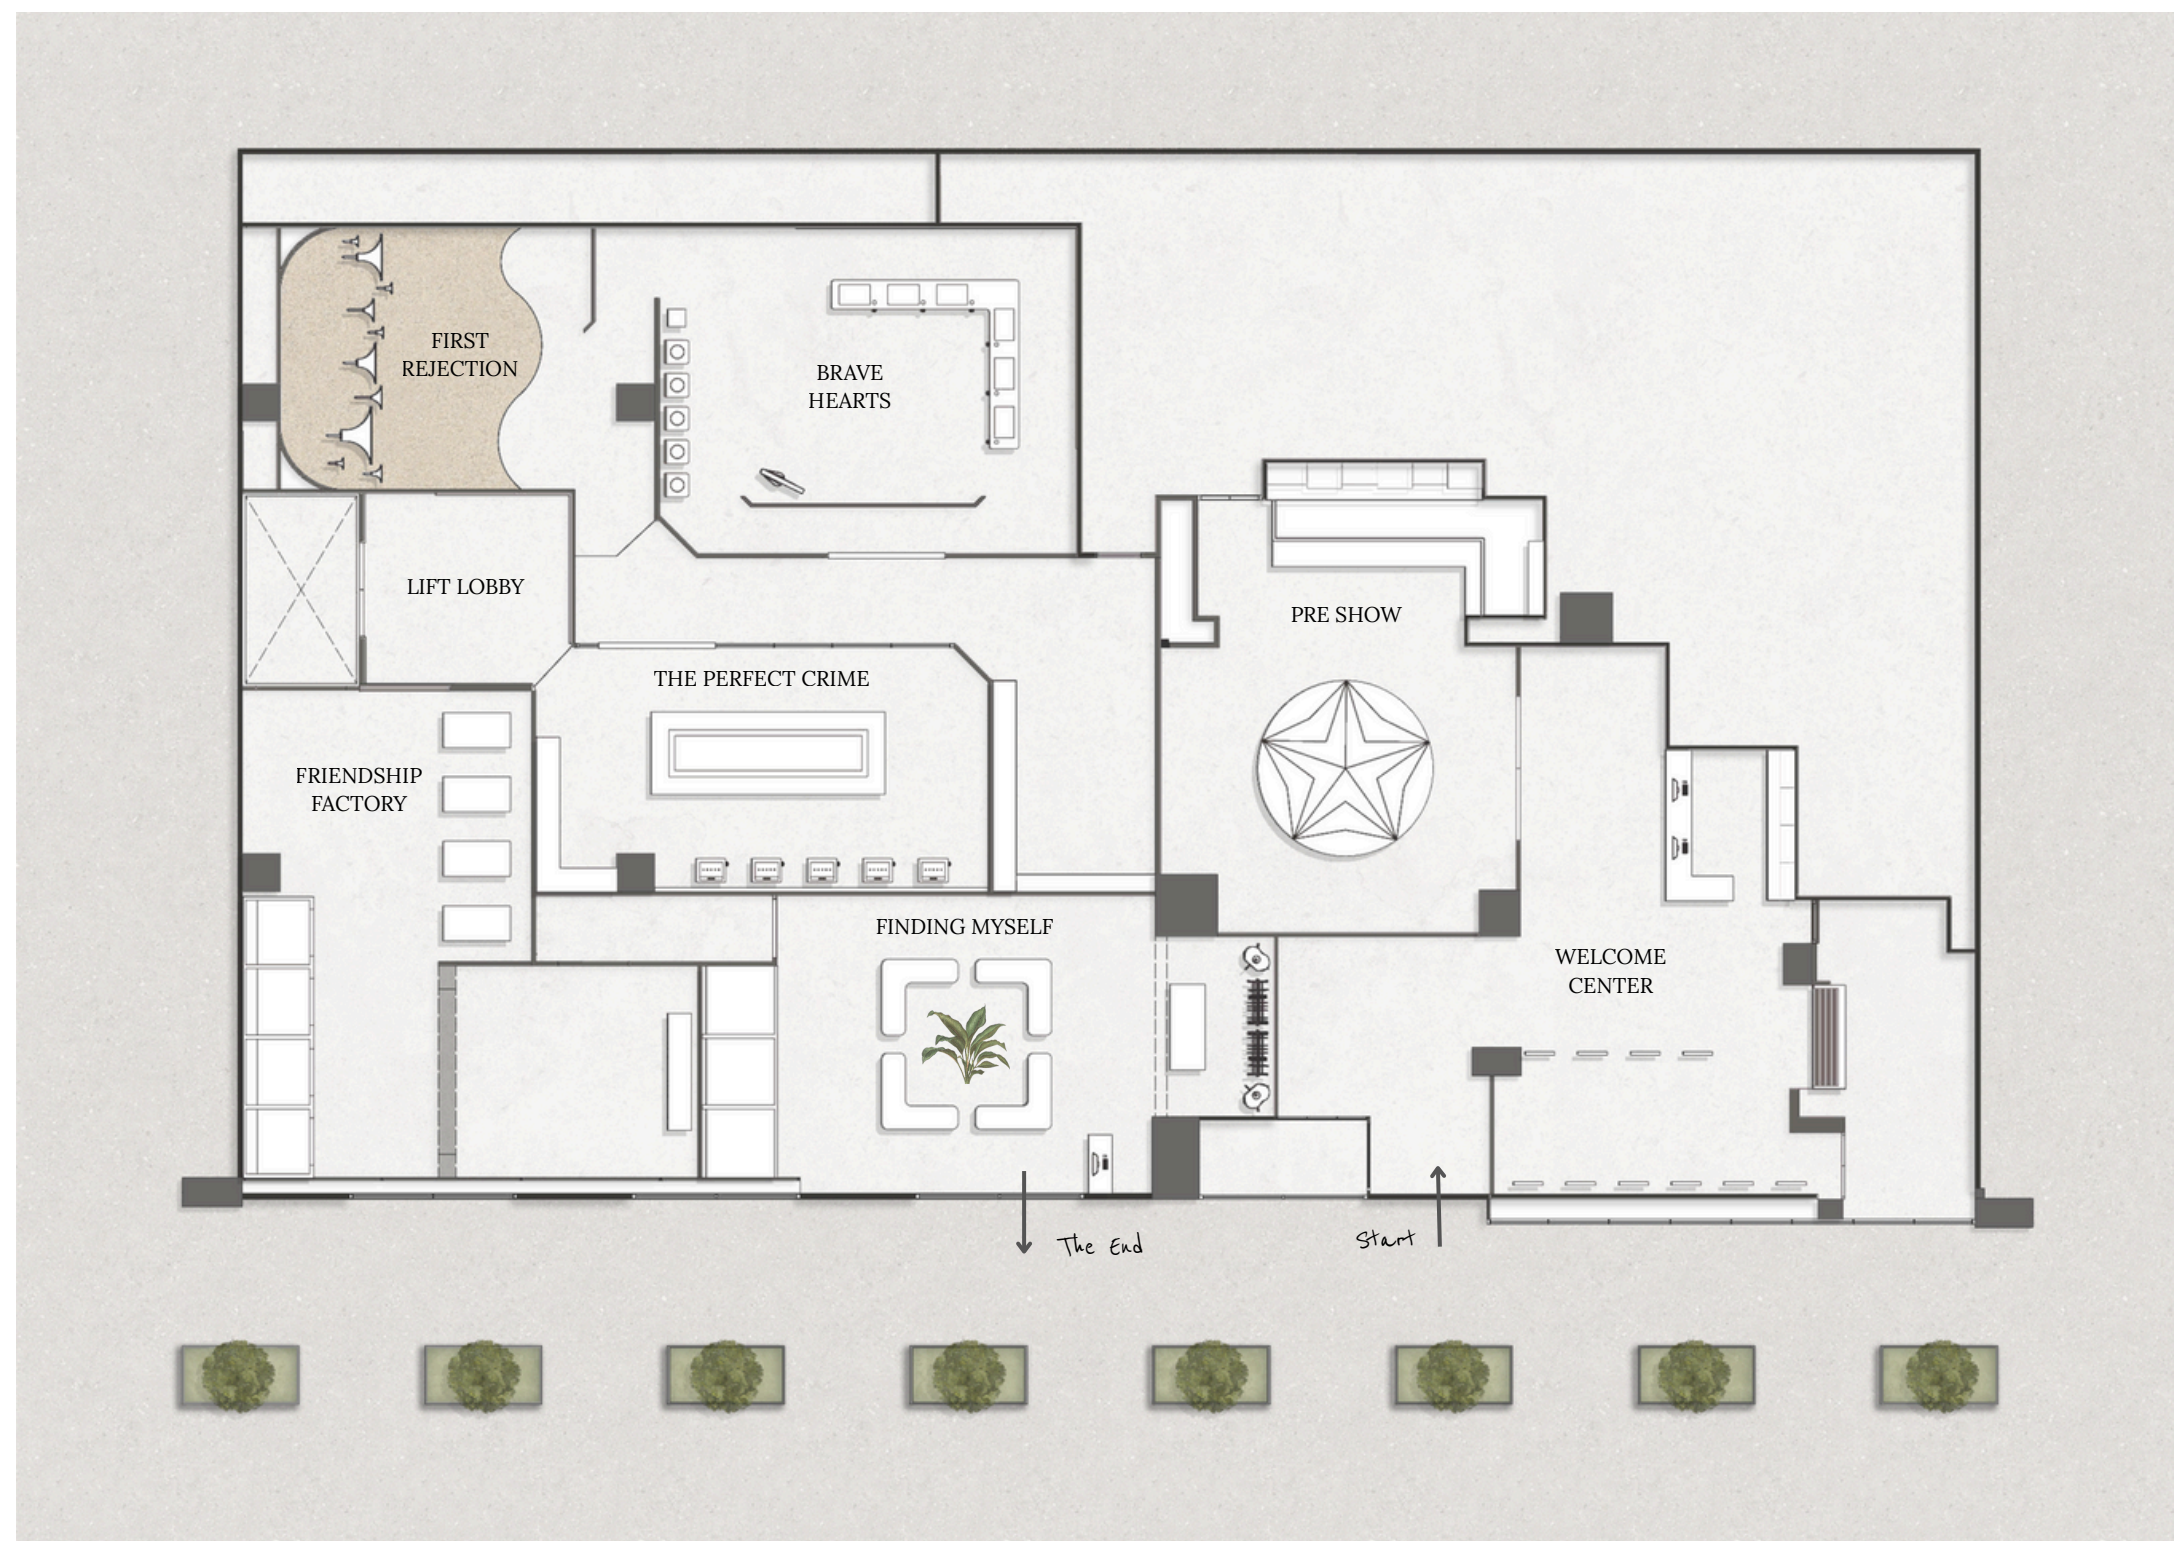 FIRST
REJECTION
BRAVE
HEARTS
LIFT LOBBY
PRE SHOW
THE PERFECT CRIME
FRIENDSHIP
FACTORY
FINDING MYSELF
WELCOME
CENTER
The End
Start